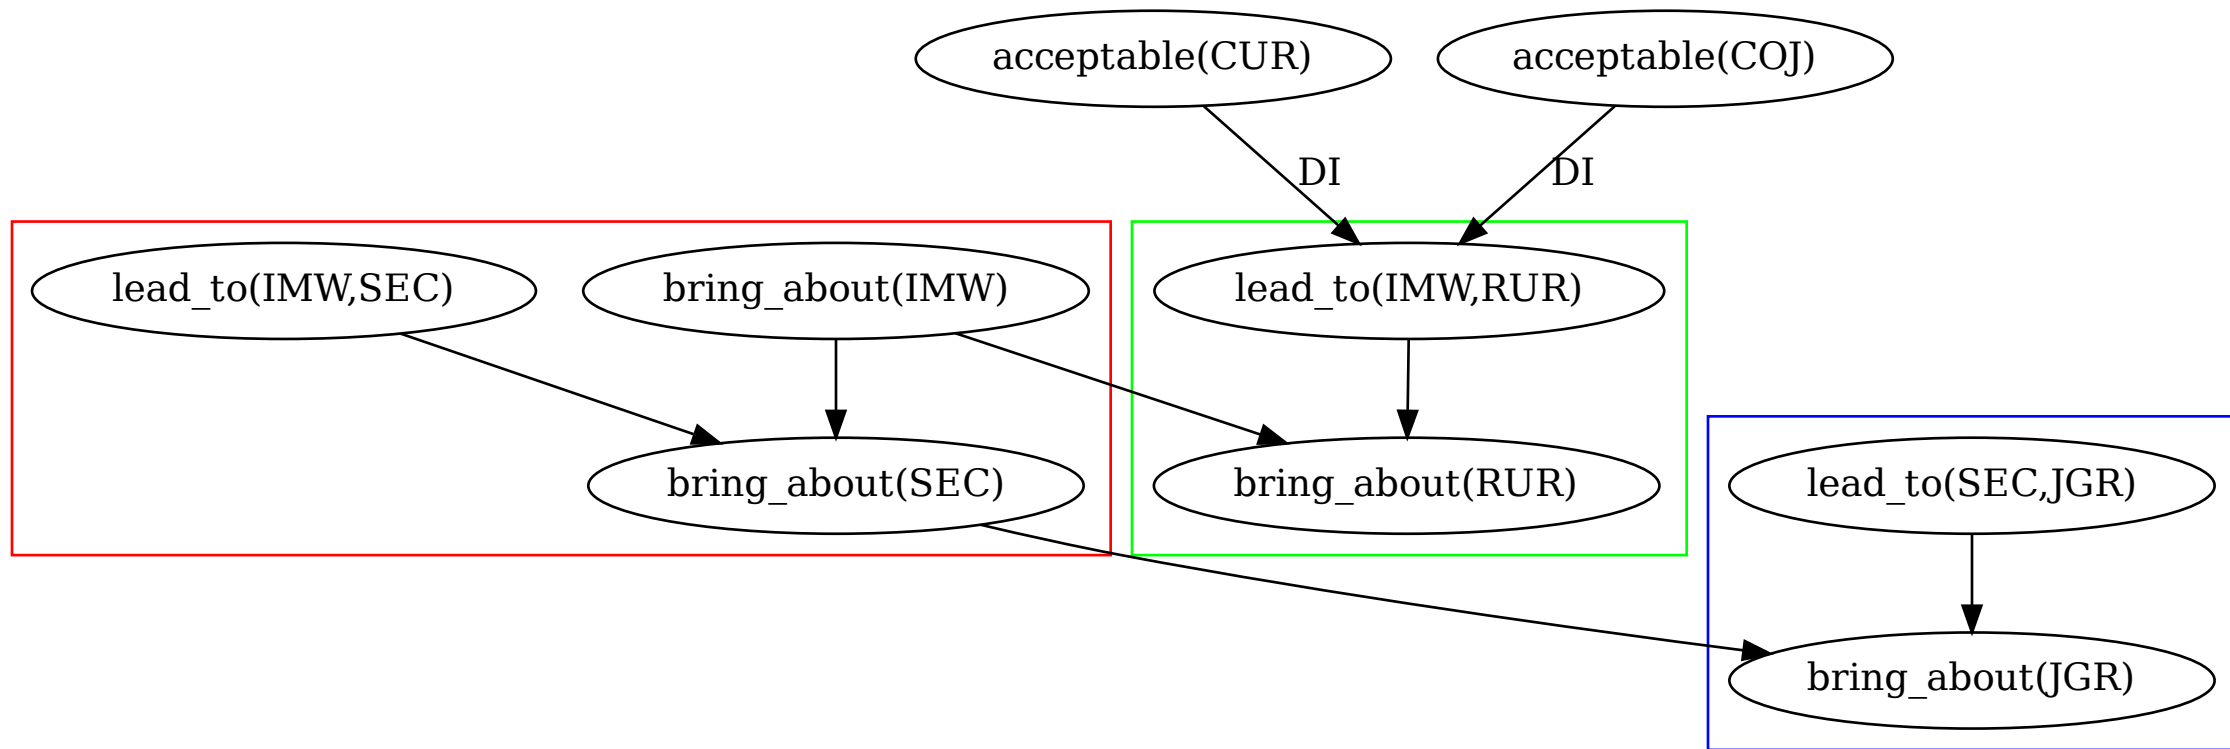 acceptable(CUR)
acceptable(COJ)
DI
DI
lead_to(IMW,SEC)
bring_about(IMW)
lead_to(IMW,RUR)
bring_about(SEC)
bring_about(RUR)
lead_to(SEC,JGR)
bring_about(JGR)